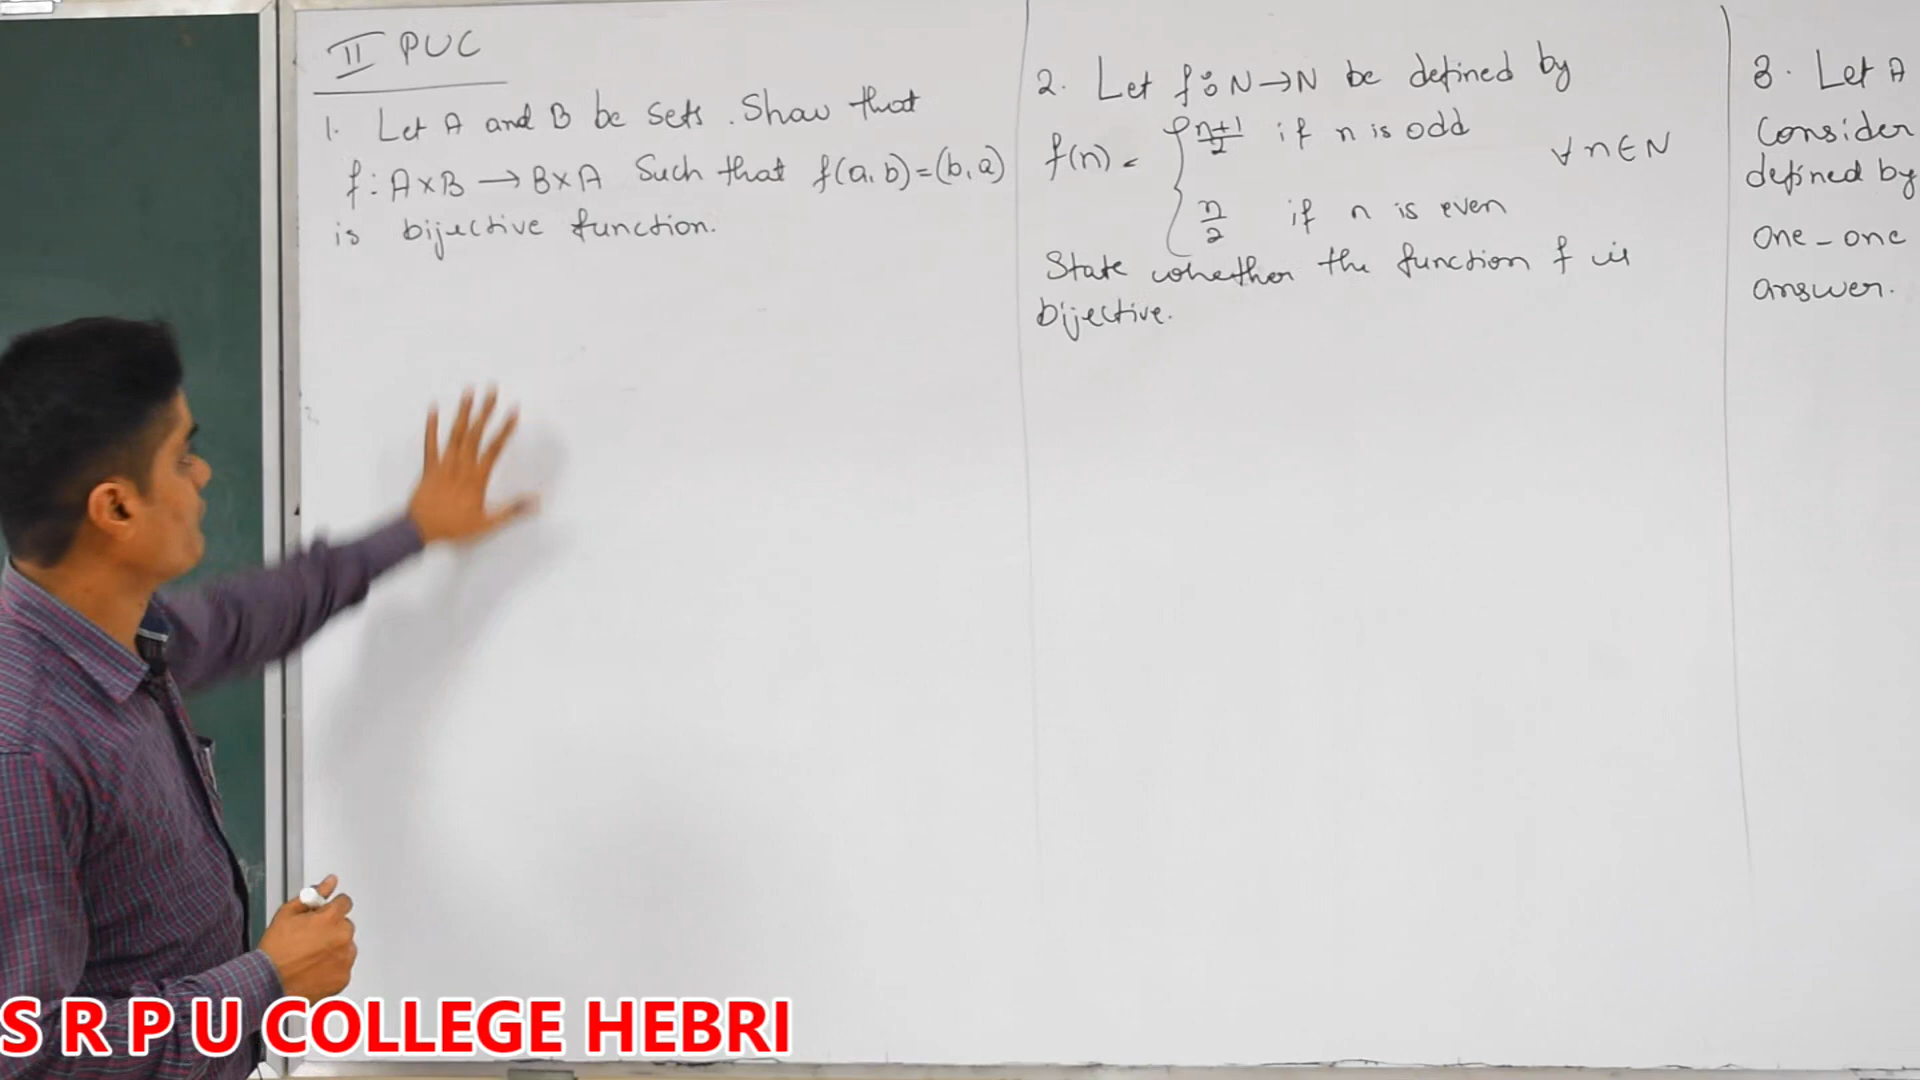 II PUC
1. Let A and B be sets. Show that
f : A×B → B×A Such that f(a, b) = (b, a)
is bijective function.
2. Let f : N→N be defined by
f(n) = { n+1/2 if n is odd ∀ n∈N
n/2 if n is even
State whether the function f is
bijective.
3. Let A
Consider
defined by
one-one
answer.
S R P U COLLEGE HEBRI